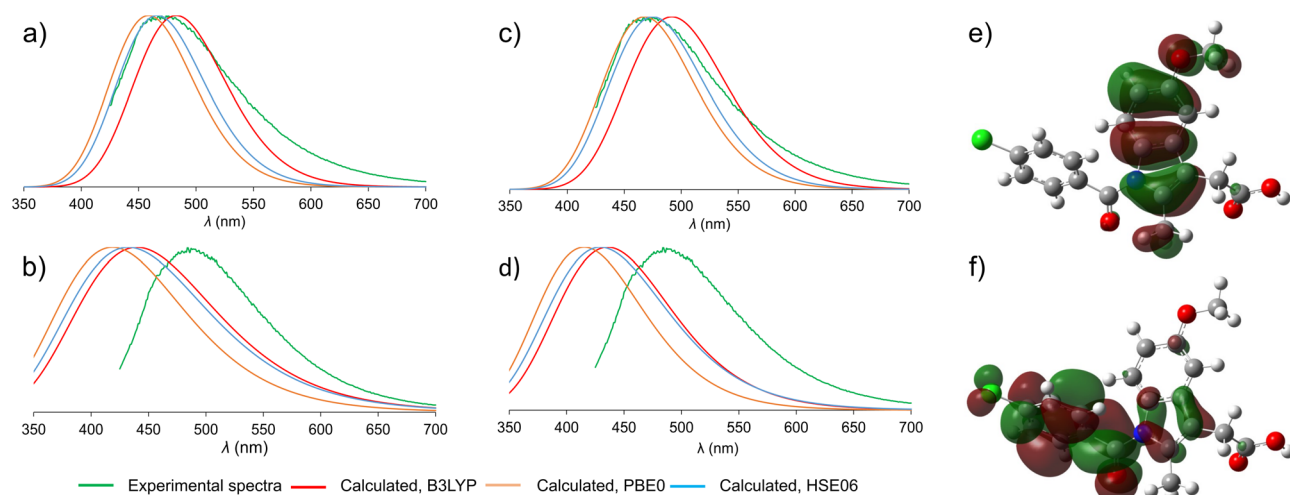 a)
c)
e)
350 400 450 500 550 600 650 700
λ (nm)
350 400 450 500 550 600 650 700
λ (nm)
b)
d)
f)
350 400 450 500 550 600 650 700
λ (nm)
350 400 450 500 550 600 650 700
λ (nm)
Experimental spectra Calculated, B3LYP Calculated, PBE0 Calculated, HSE06